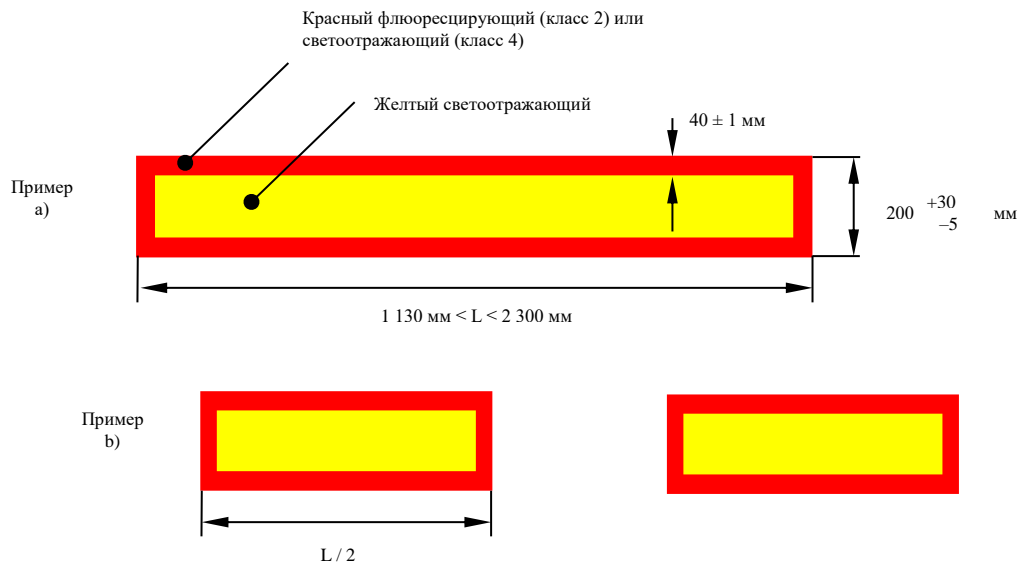 Красный флюоресцирующий (класс 2) или
светоотражающий (класс 4)
Желтый светоотражающий
40 ± 1 мм
Пример
a)
200 +30 –5 мм
1 130 мм < L < 2 300 мм
Пример
b)
L / 2